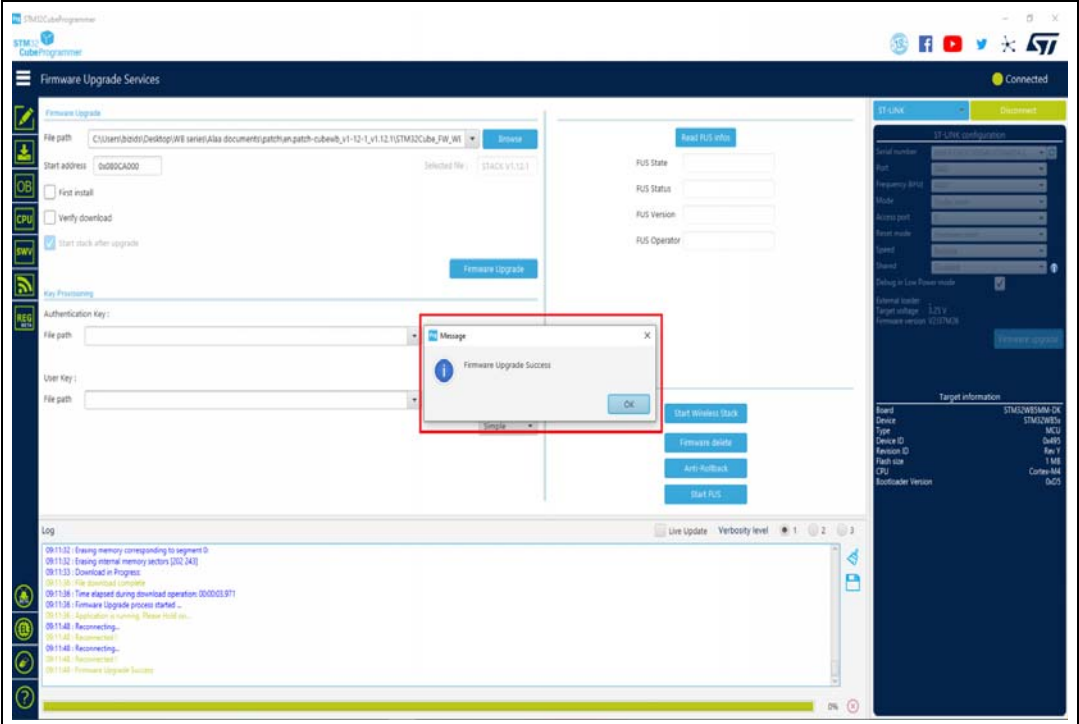 STM32CubeProgrammer
STM32
CubeProgrammer
Firmware Upgrade Services
Connected
Firmware Upgrade
File path C:\Users\bizids\Desktop\WB series\Alaa documents\patch\en.patch-cubewb_v1-12-1_v1.12.1\STM32Cube_FW_WB Browse
Start address 0x080CA000 Selected file : STACK V1.12.1
First install
Verify download
Start stack after upgrade
Firmware Upgrade
Key Provisioning
Authentication Key :
File path
User Key :
File path
Simple
Read FUS infos
FUS State
FUS Status
FUS Version
FUS Operator
Message
Firmware Upgrade Success
OK
Start Wireless Stack
Firmware delete
Anti-Rollback
Start FUS
ST-LINK Disconnect
ST-LINK configuration
Serial number
Port
Frequency (kHz)
Mode
Access port
Reset mode
Speed
Shared
Debug in Low Power mode
External loader
Target voltage 3.25 V
Firmware version V2J37M26
Firmware upgrade
Target information
Board STM32WB5MM-DK
Device STM32WB5x
Type MCU
Device ID 0x495
Revision ID Rev Y
Flash size 1 MB
CPU Cortex-M4
Bootloader Version 0xD5
OB
CPU
SWV
REG
BETA
Log
Live Update Verbosity level 1 2 3
09:11:32 : Erasing memory corresponding to segment 0:
09:11:32 : Erasing internal memory sectors [202 243]
09:11:33 : Download in Progress:
09:11:36 : File download complete
09:11:36 : Time elapsed during download operation: 00:00:03.971
09:11:36 : Firmware Upgrade process started ...
09:11:36 : Application is running, Please Hold on...
09:11:48 : Reconnecting...
09:11:48 : Reconnected !
09:11:48 : Reconnecting...
09:11:48 : Reconnected !
09:11:48 : Firmware Upgrade Success
0%